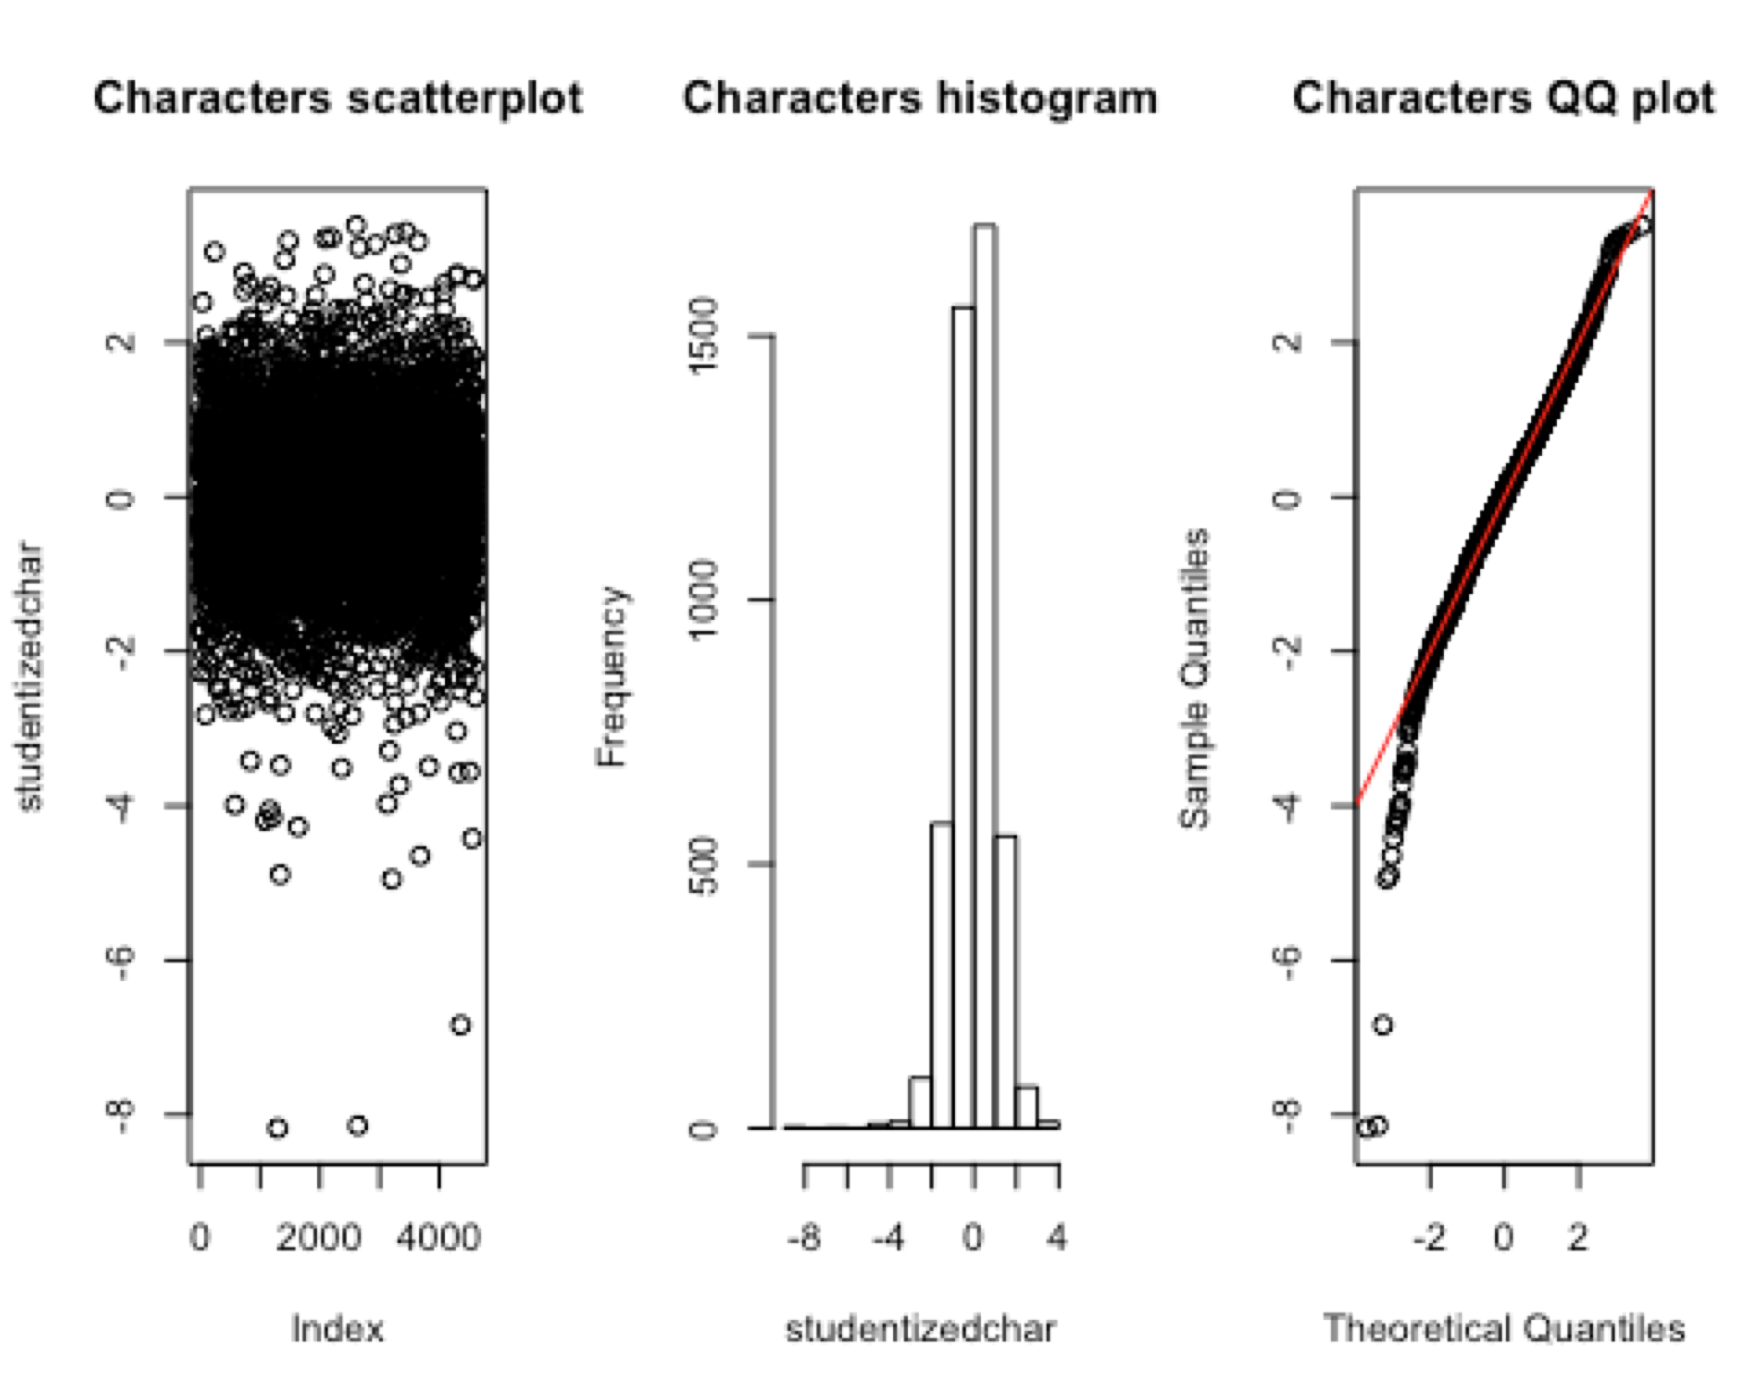 Characters scatterplot
studentizedchar
2
0
-2
-4
-6
-8
0 2000 4000
Index
Characters histogram
Frequency
1500
1000
500
0
-8 -4 0 4
studentizedchar
Characters QQ plot
Sample Quantiles
2
0
-2
-4
-6
-8
-2 0 2
Theoretical Quantiles